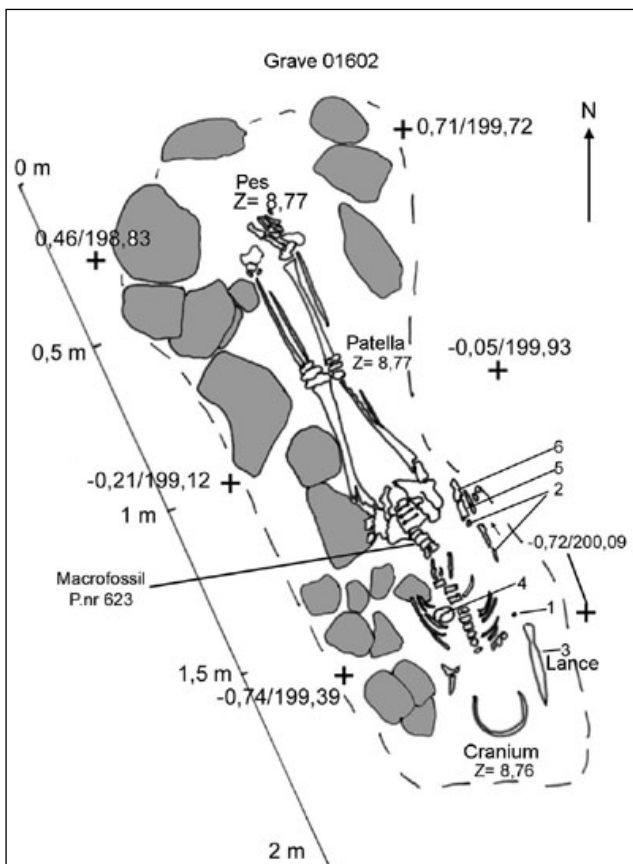 Grave 01602
0,71/199,72
N
0 m
Pes
Z= 8,77
0,46/198,83
0,5 m
Patella
Z= 8,77
-0,05/199,93
6
5
2
-0,21/199,12
1 m
-0,72/200,09
Macrofossil
P.nr 623
4
1
3
Lance
1,5 m
-0,74/199,39
Cranium
Z= 8,76
2 m